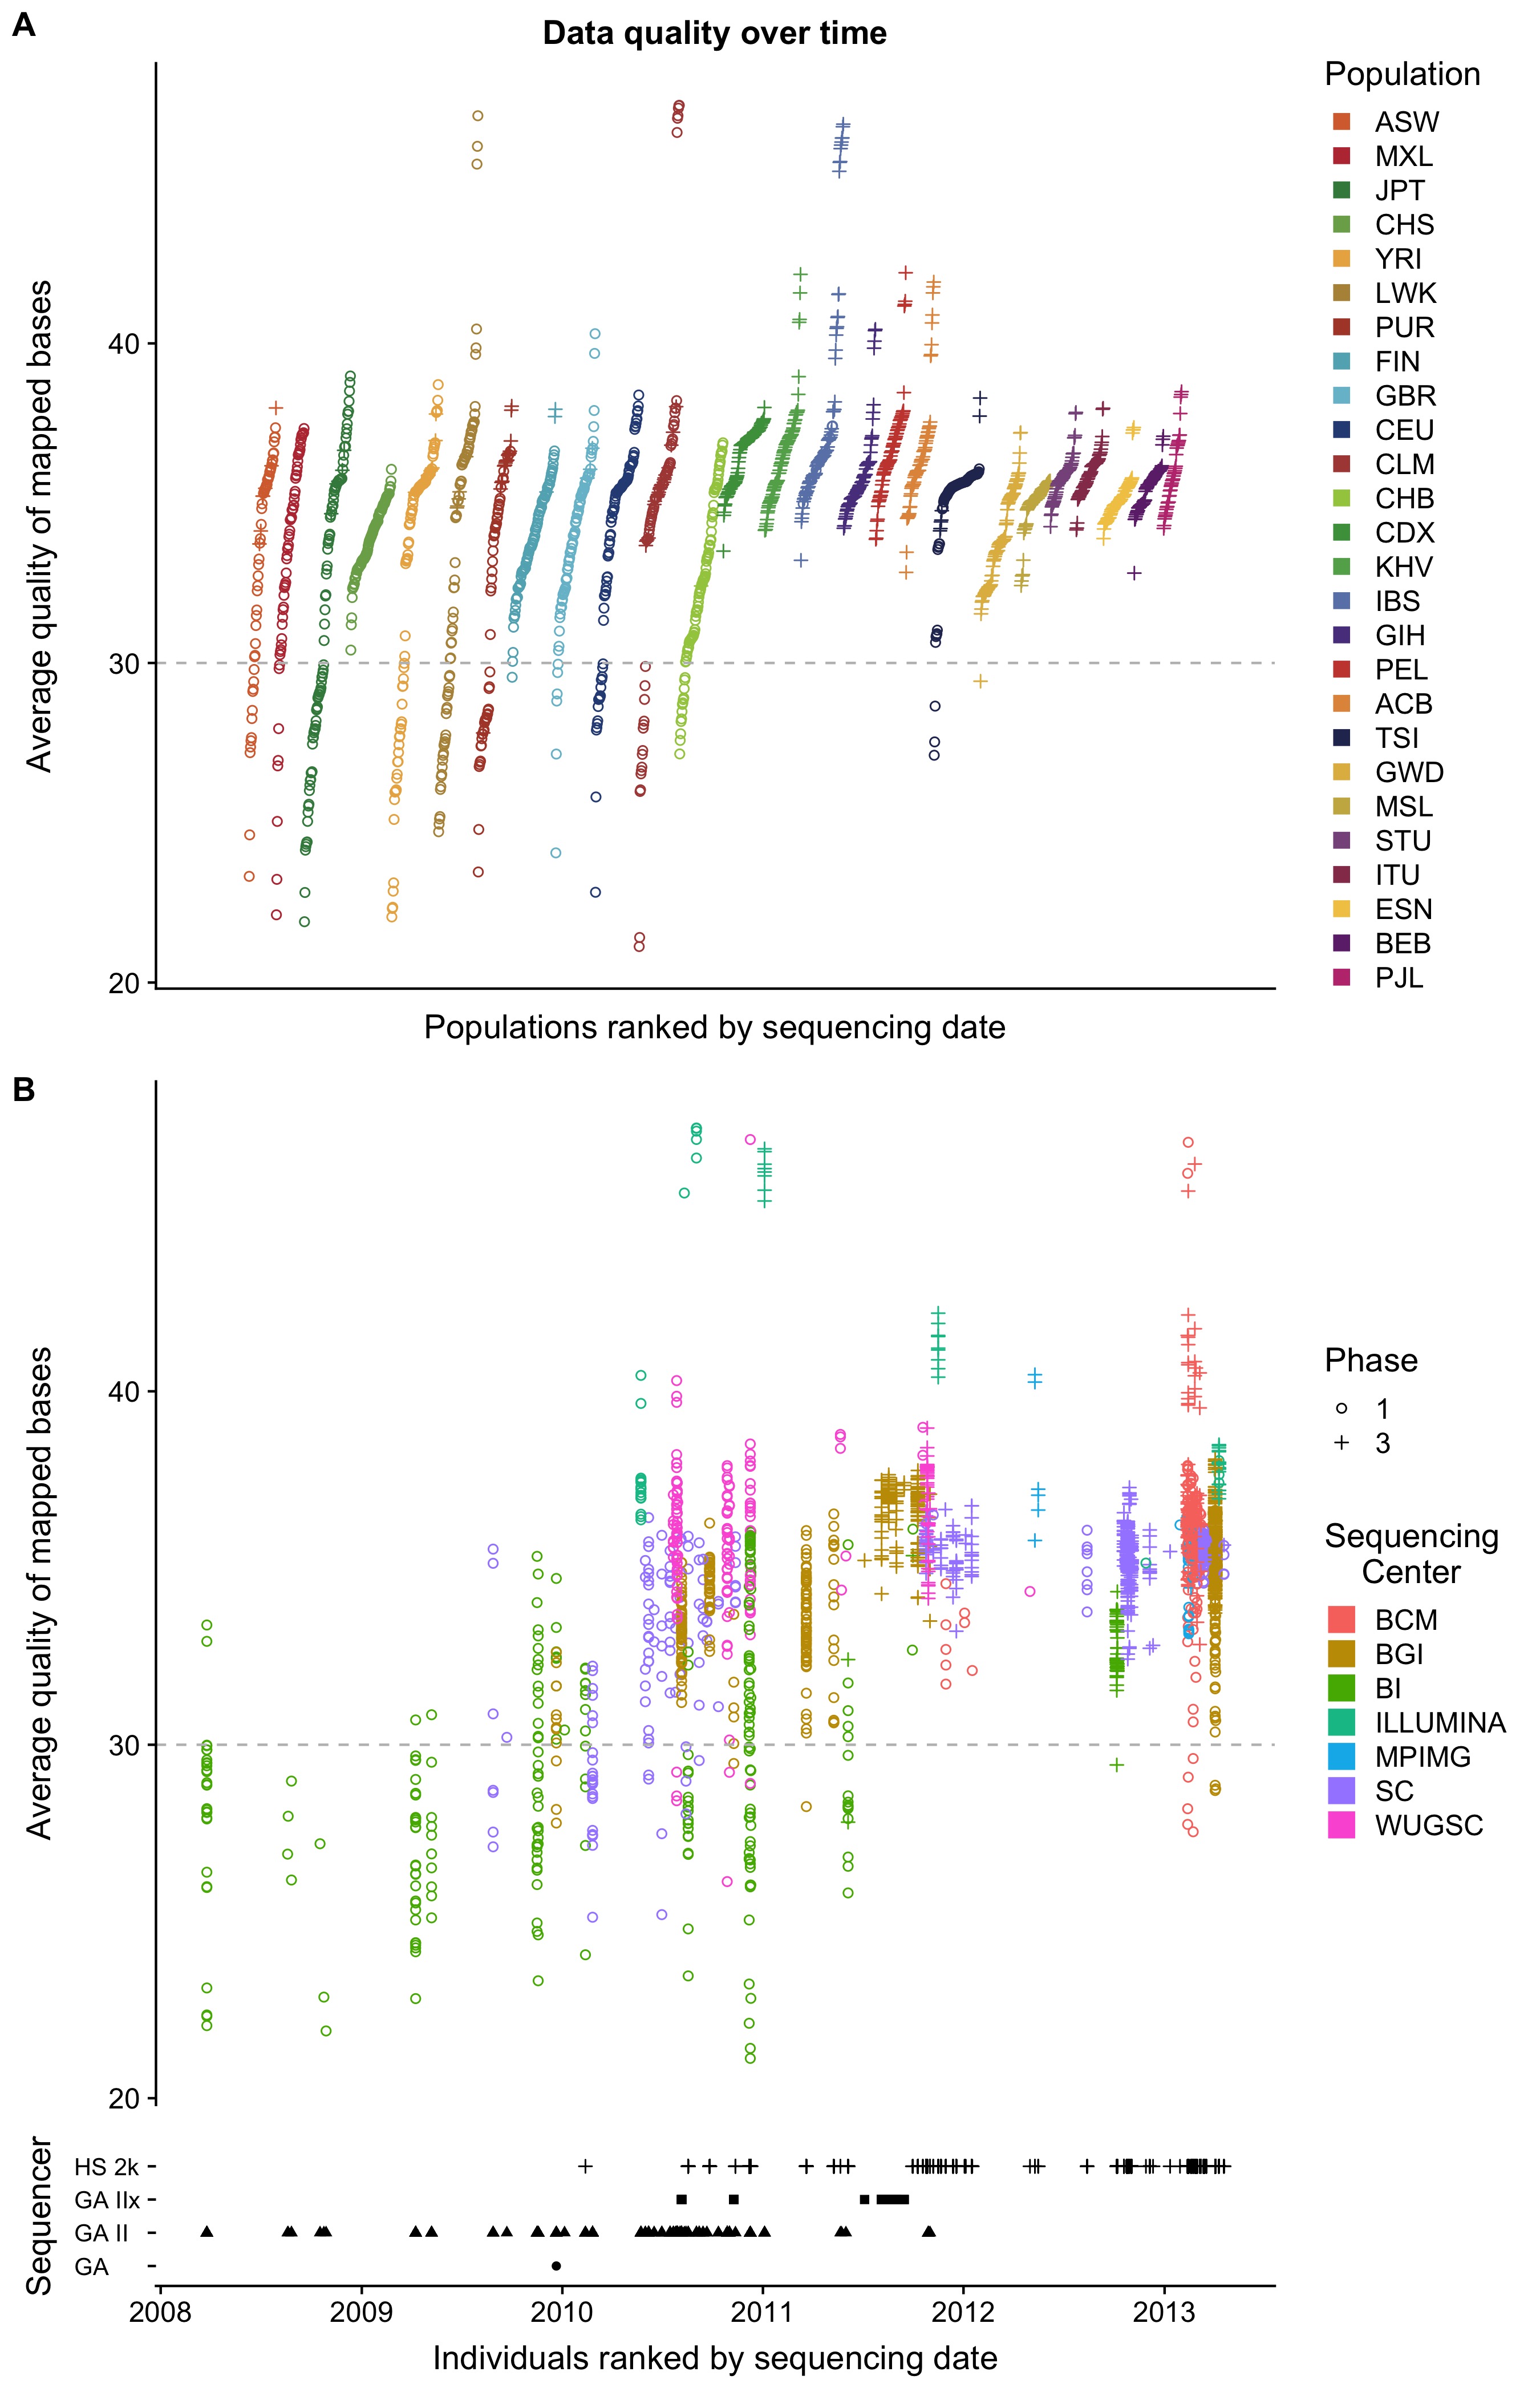 A
Data quality over time
Average quality of mapped bases
40
30
20
Populations ranked by sequencing date
Population
ASW
MXL
JPT
CHS
YRI
LWK
PUR
FIN
GBR
CEU
CLM
CHB
CDX
KHV
IBS
GIH
PEL
ACB
TSI
GWD
MSL
STU
ITU
ESN
BEB
PJL
B
Average quality of mapped bases
40
30
20
Phase
1
3
Sequencing
Center
BCM
BGI
BI
ILLUMINA
MPIMG
SC
WUGSC
Sequencer
HS 2k
GA IIx
GA II
GA
2008 2009 2010 2011 2012 2013
Individuals ranked by sequencing date